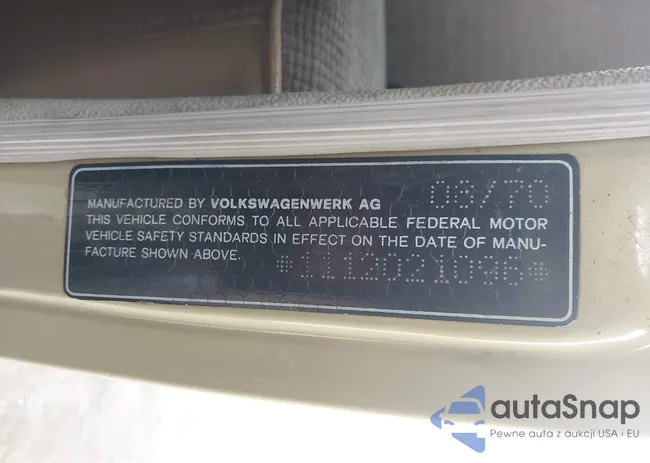 08/70
MANUFACTURED BY VOLKSWAGENWERK AG
THIS VEHICLE CONFORMS TO ALL APPLICABLE FEDERAL MOTOR
VEHICLE SAFETY STANDARDS IN EFFECT ON THE DATE OF MANU-
FACTURE SHOWN ABOVE.
*1112021096*
autaSnap
Pewne auta z aukcji USA i EU